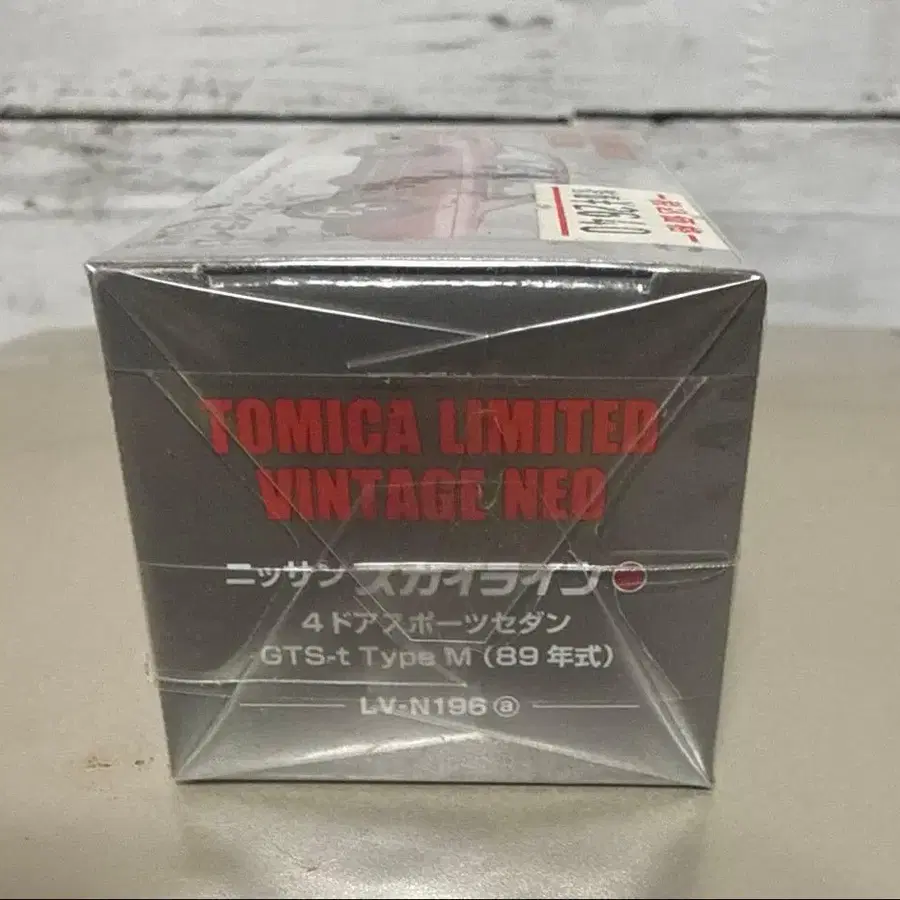 TOMICA LIMITED
VINTAGE NEO
ニッサン スカイライン
4ドアスポーツセダン
GTS-t Type M (89年式)
LV-N196 ⓐ